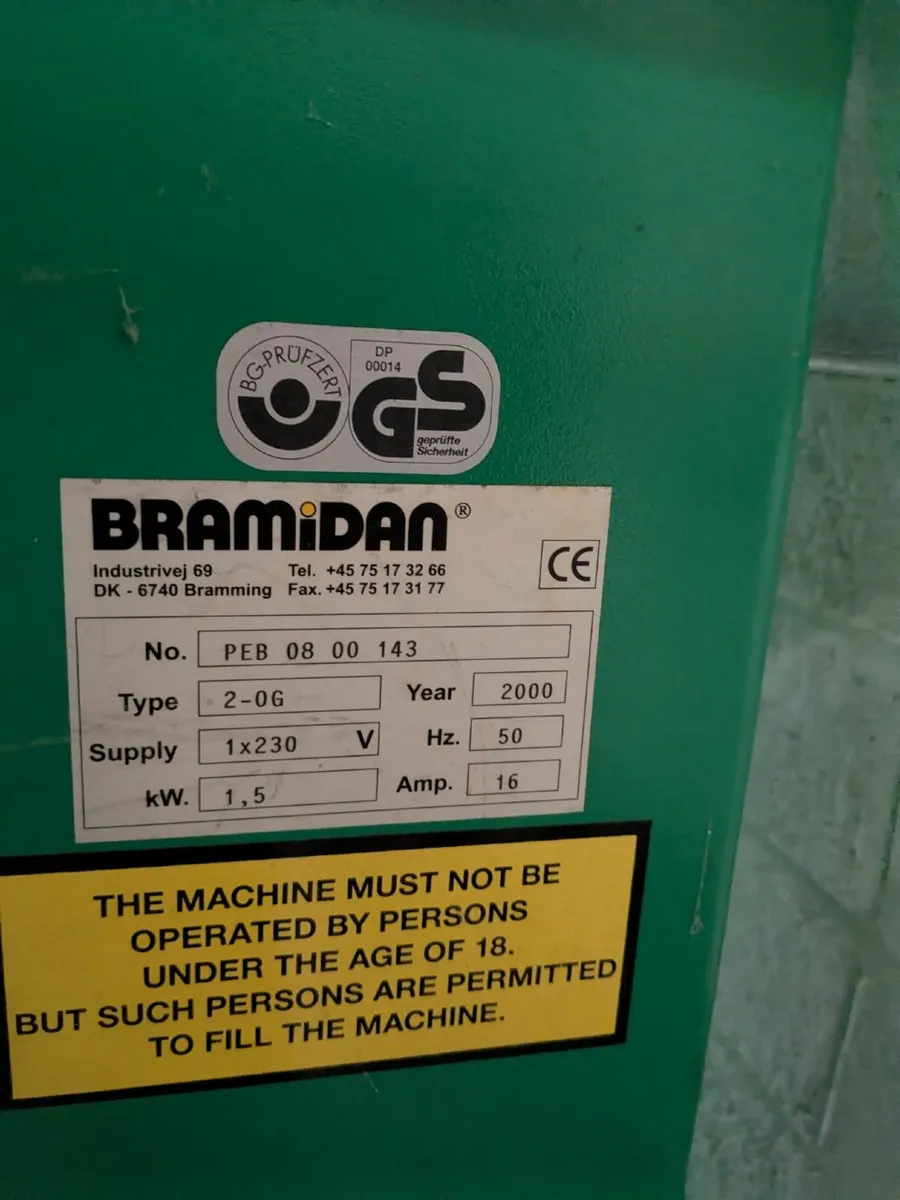 BG-PRÜFZERT
DP
00014
GS
geprüfte
Sicherheit
BRAMiDAN®
Industrivej 69 Tel. +45 75 17 32 66
DK - 6740 Bramming Fax. +45 75 17 31 77
CE
No. PEB 08 00 143
Type 2-0G Year 2000
Supply 1x230 V Hz. 50
kW. 1,5 Amp. 16
THE MACHINE MUST NOT BE
OPERATED BY PERSONS
UNDER THE AGE OF 18.
BUT SUCH PERSONS ARE PERMITTED
TO FILL THE MACHINE.